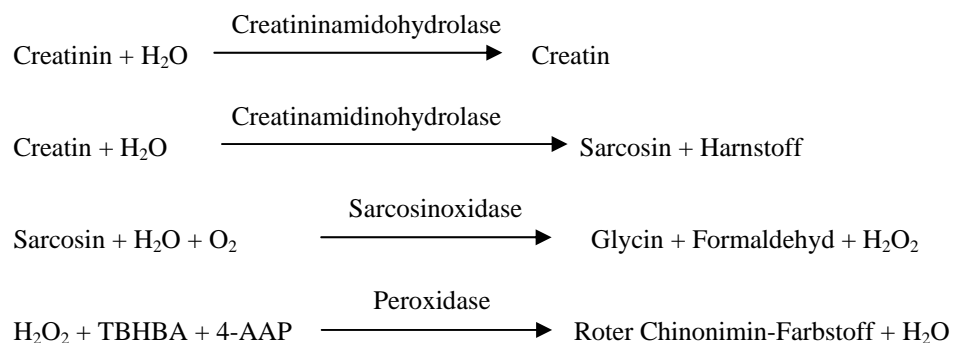 Creatininamidohydrolase
Creatinin + H₂O Creatin
Creatinamidinohydrolase
Creatin + H₂O Sarcosin + Harnstoff
Sarcosinoxidase
Sarcosin + H₂O + O₂ Glycin + Formaldehyd + H₂O₂
Peroxidase
H₂O₂ + TBHBA + 4-AAP Roter Chinonimin-Farbstoff + H₂O